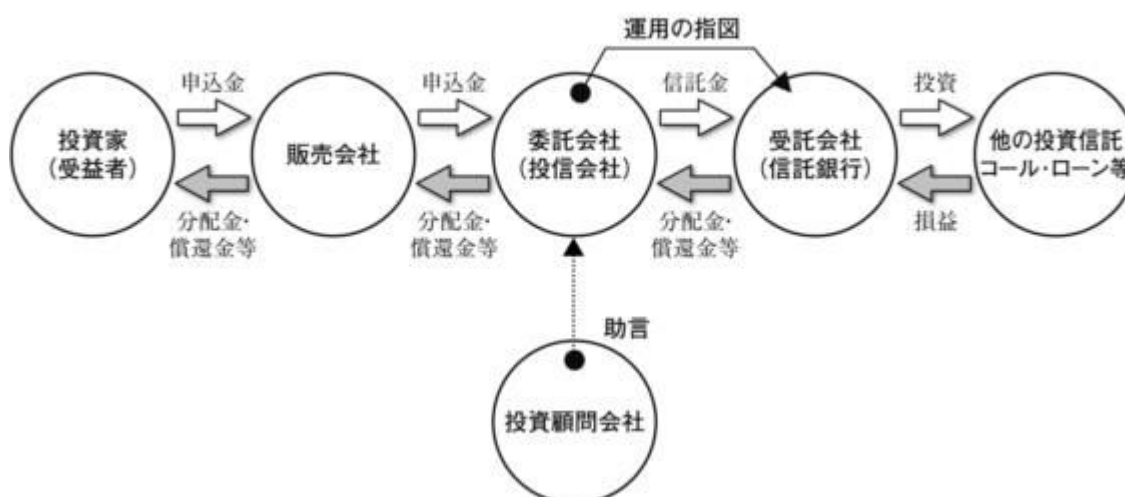 運用の指図
申込金
申込金
信託金
投資
投資家
(受益者)
販売会社
委託会社
(投信会社)
受託会社
(信託銀行)
他の投資信託
コール・ローン等
分配金・
償還金等
分配金・
償還金等
分配金・
償還金等
損益
助言
投資顧問会社